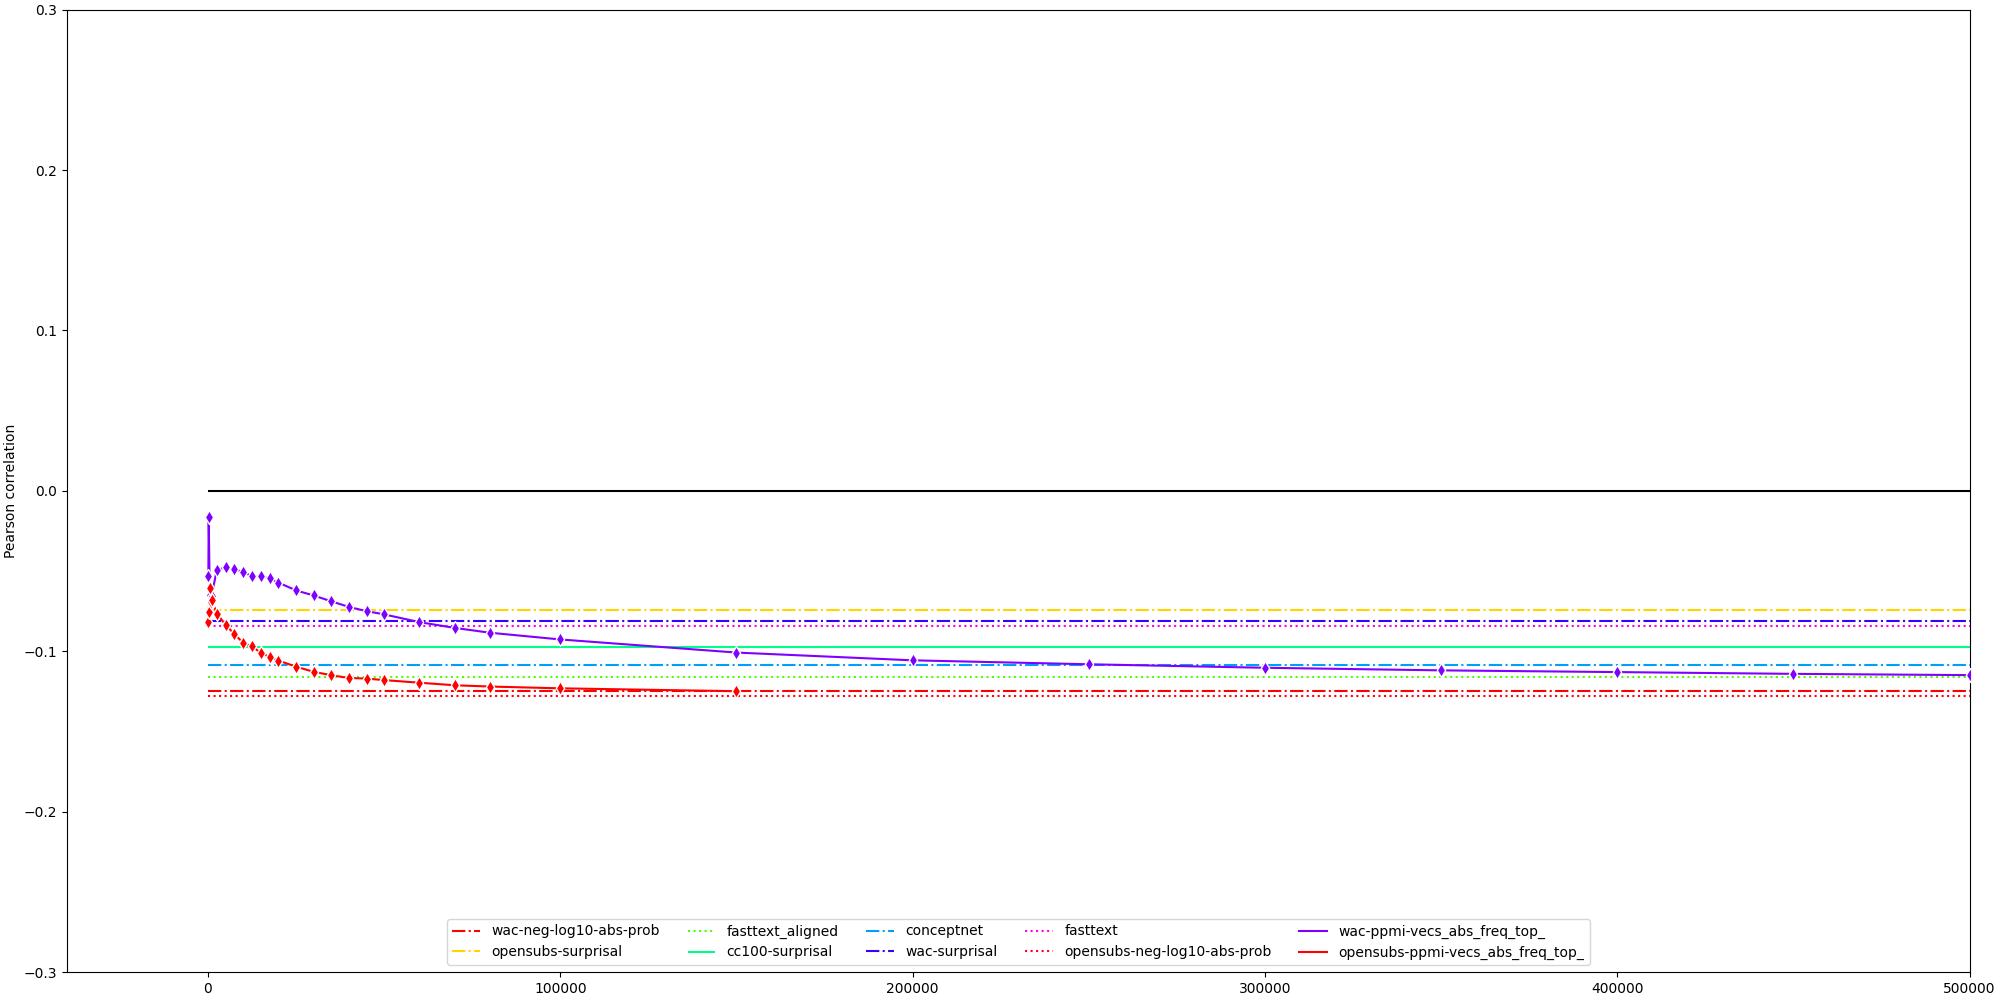 0.3
0.2
0.1
0.0
−0.1
−0.2
−0.3
Pearson correlation
wac-neg-log10-abs-prob
opensubs-surprisal
fasttext_aligned
cc100-surprisal
conceptnet
wac-surprisal
fasttext
opensubs-neg-log10-abs-prob
wac-ppmi-vecs_abs_freq_top_
opensubs-ppmi-vecs_abs_freq_top_
0 100000 200000 300000 400000 500000